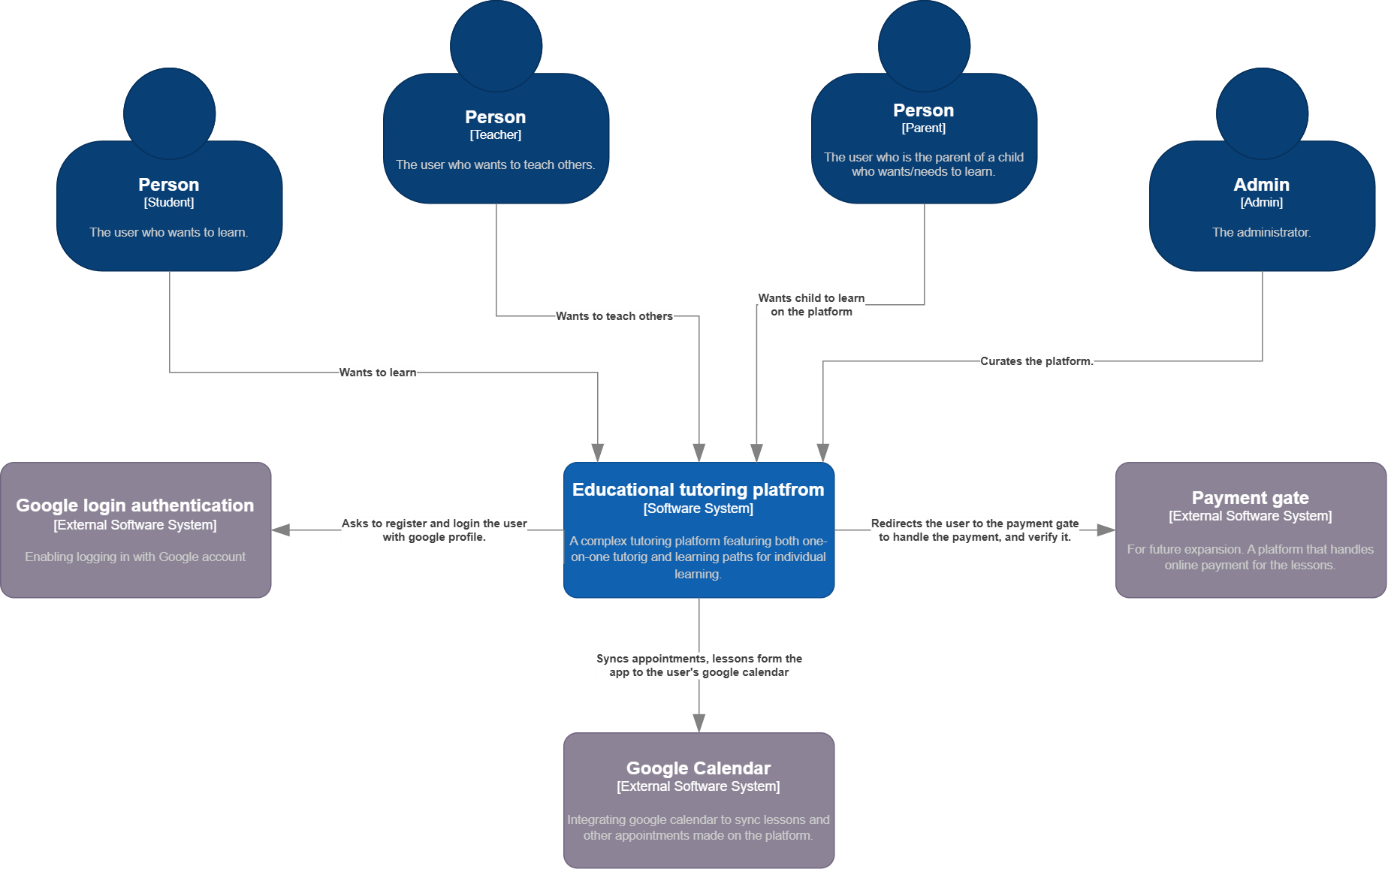 Person
[Teacher]
The user who wants to teach others.
Person
[Parent]
The user who is the parent of a child
who wants/needs to learn.
Person
[Student]
The user who wants to learn.
Admin
[Admin]
The administrator.
Wants child to learn
on the platform
Wants to teach others
Curates the platform.
Wants to learn
Google login authentication
[External Software System]
Enabling logging in with Google account
Asks to register and login the user
with google profile.
Educational tutoring platfrom
[Software System]
A complex tutoring platform featuring both one-
on-one tutorig and learning paths for individual
learning.
Redirects the user to the payment gate
to handle the payment, and verify it.
Payment gate
[External Software System]
For future expansion. A platform that handles
online payment for the lessons.
Syncs appointments, lessons form the
app to the user's google calendar
Google Calendar
[External Software System]
Integrating google calendar to sync lessons and
other appointments made on the platform.